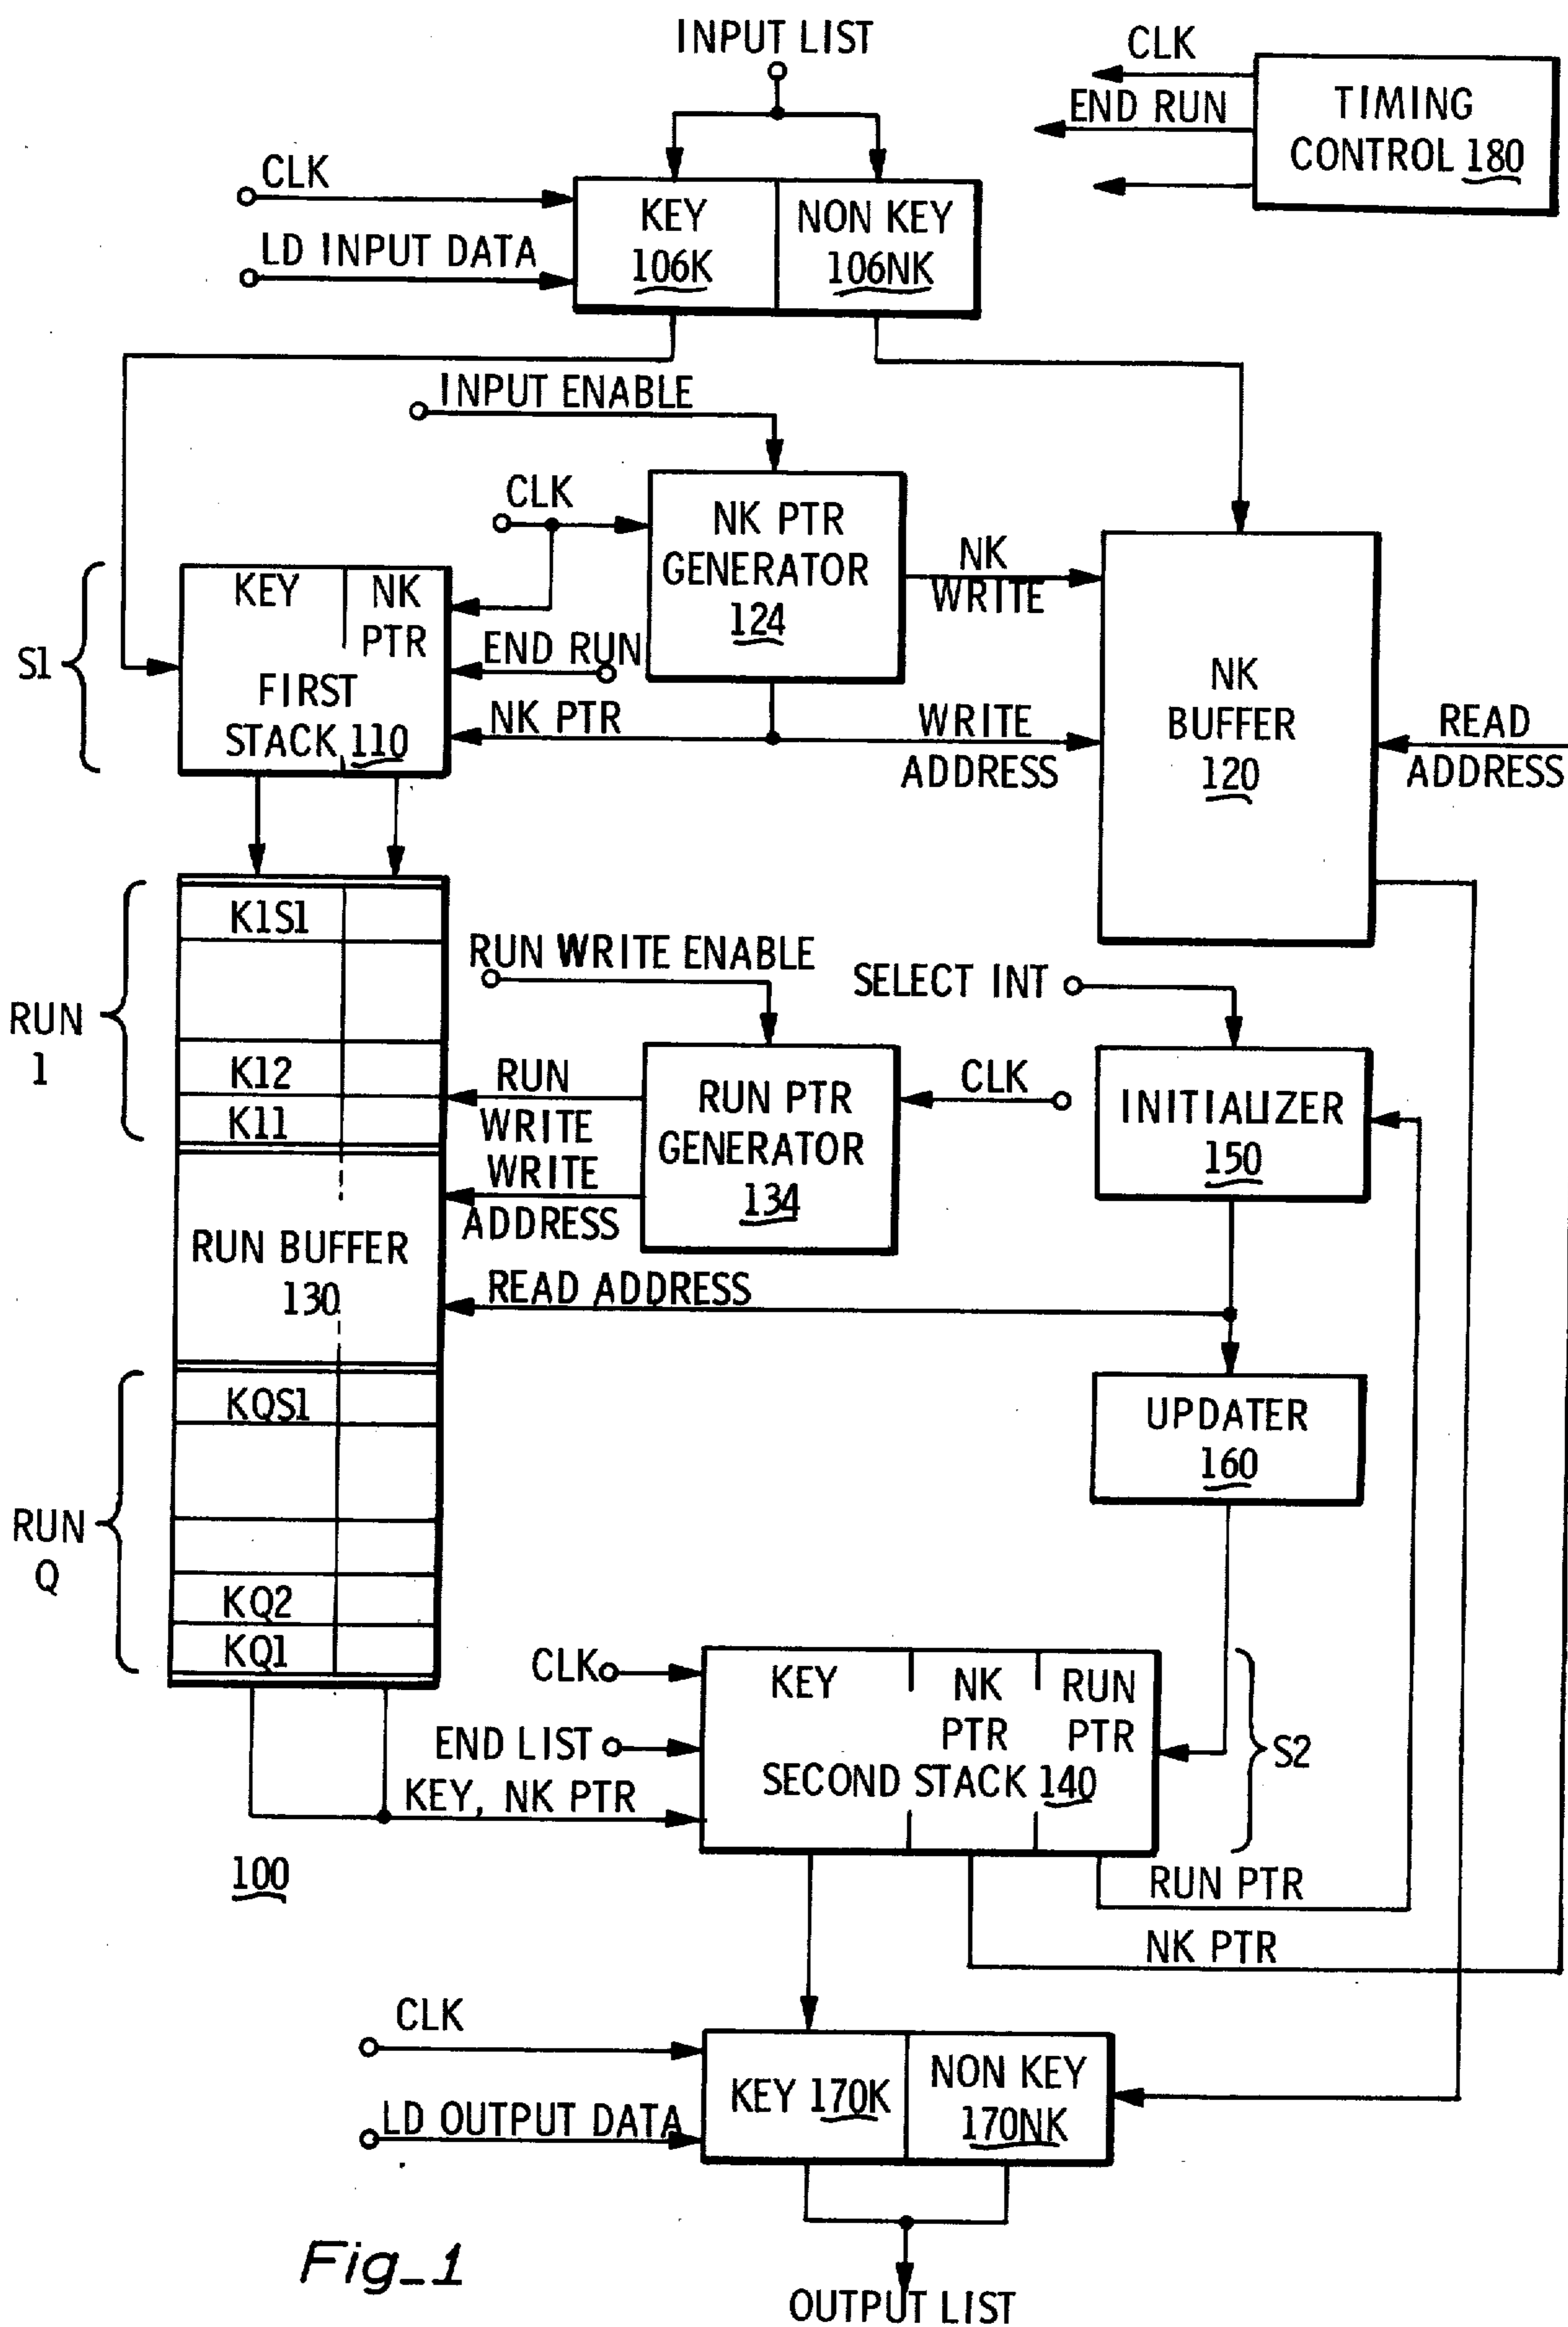 INPUT LIST
CLK
END RUN
TIMING
CONTROL 180
CLK
LD INPUT DATA
KEY
106K
NON KEY
106NK
INPUT ENABLE
CLK
NK PTR
GENERATOR
124
NK
WRITE
S1
KEY
NK
PTR
FIRST
STACK 110
END RUN
NK PTR
WRITE
ADDRESS
NK
BUFFER
120
READ
ADDRESS
RUN
1
K1S1
K12
K11
RUN WRITE ENABLE
SELECT INT
RUN
WRITE
WRITE
ADDRESS
RUN PTR
GENERATOR
134
CLK
INITIALIZER
150
RUN BUFFER
130
READ ADDRESS
UPDATER
160
RUN
Q
KQS1
KQ2
KQ1
CLK
END LIST
KEY, NK PTR
KEY
NK
PTR
RUN
PTR
SECOND STACK 140
S2
100
RUN PTR
NK PTR
CLK
LD OUTPUT DATA
KEY 170K
NON KEY
170NK
Fig_1
OUTPUT LIST